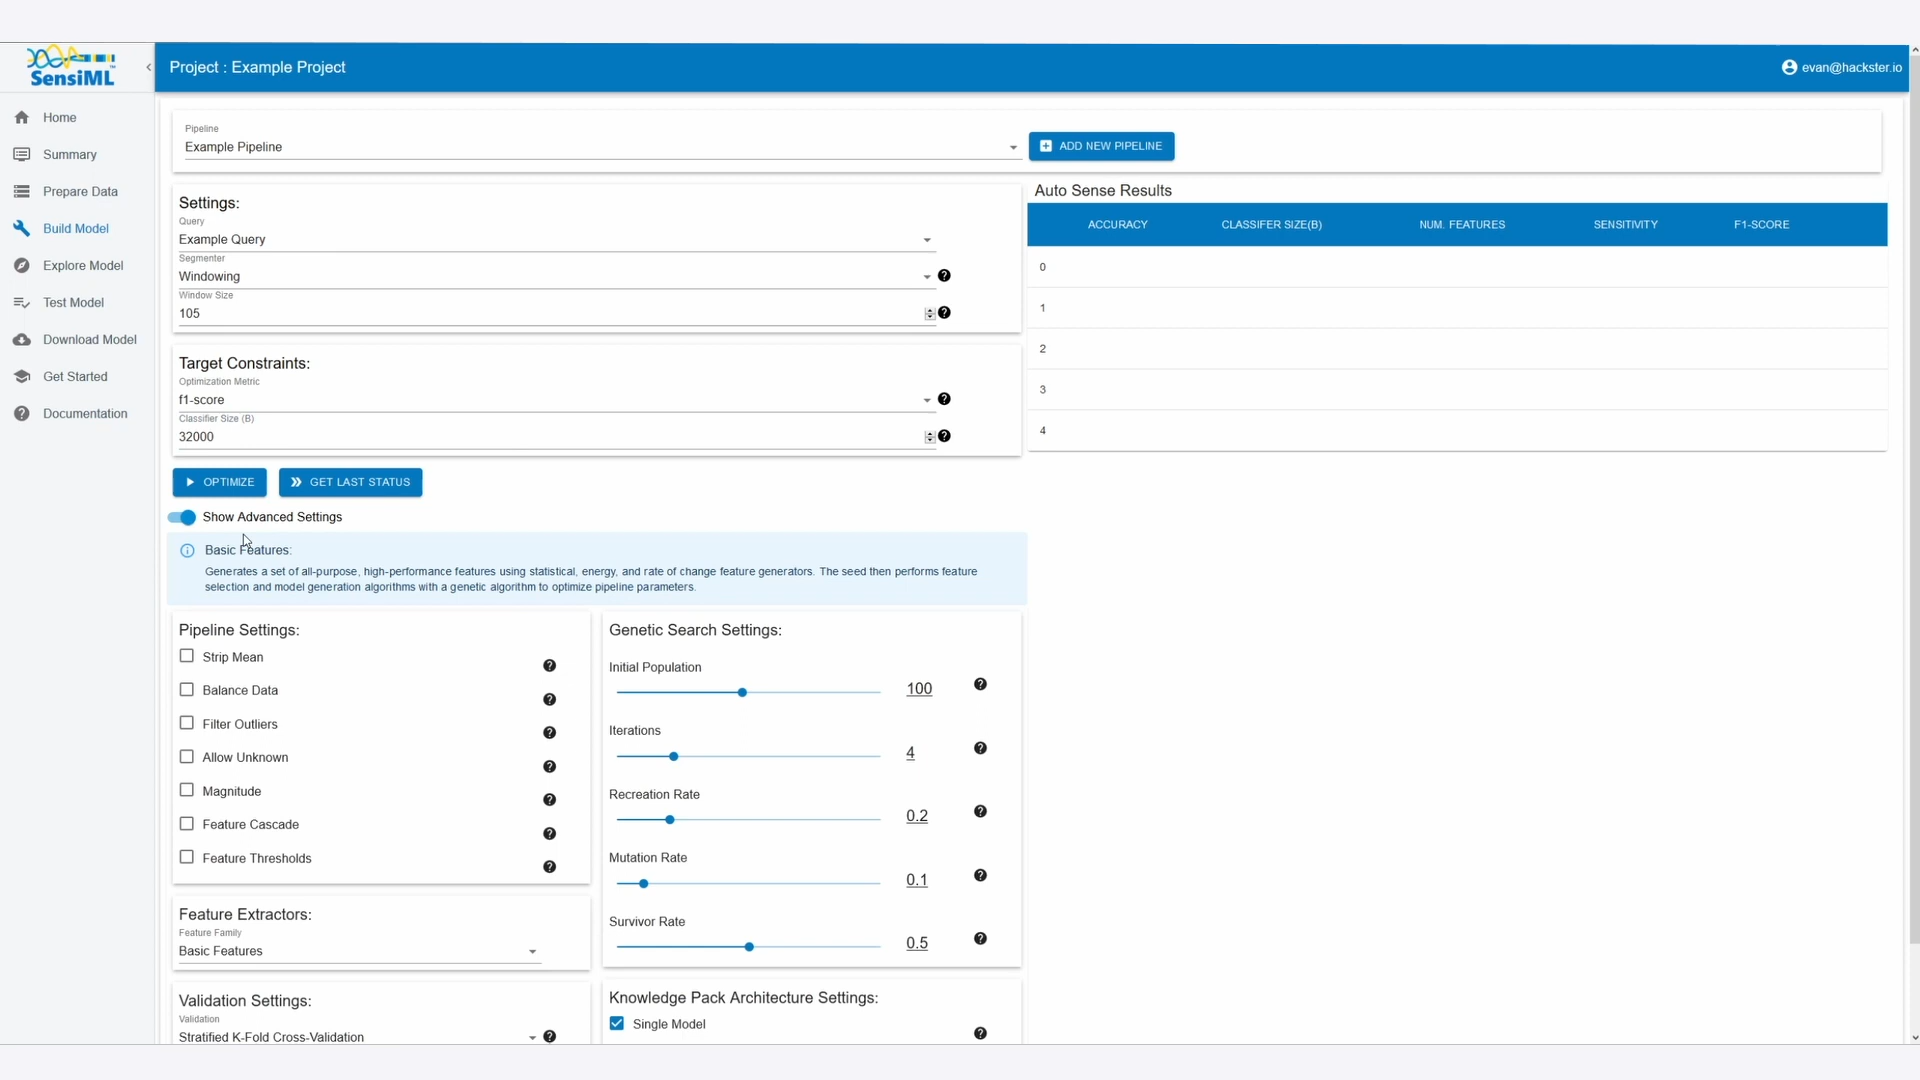 SensiML
Project : Example Project
evan@hackster.io
Home
Summary
Prepare Data
Build Model
Explore Model
Test Model
Download Model
Get Started
Documentation
Pipeline
Example Pipeline
ADD NEW PIPELINE
Settings:
Query
Example Query
Segmenter
Windowing
Window Size
105
Target Constraints:
Optimization Metric
f1-score
Classifier Size (B)
32000
OPTIMIZE
GET LAST STATUS
Show Advanced Settings
Basic Features:
Generates a set of all-purpose, high-performance features using statistical, energy, and rate of change feature generators. The seed then performs feature
selection and model generation algorithms with a genetic algorithm to optimize pipeline parameters.
Pipeline Settings:
Strip Mean
Balance Data
Filter Outliers
Allow Unknown
Magnitude
Feature Cascade
Feature Thresholds
Feature Extractors:
Feature Family
Basic Features
Validation Settings:
Validation
Stratified K-Fold Cross-Validation
Genetic Search Settings:
Initial Population
100
Iterations
4
Recreation Rate
0.2
Mutation Rate
0.1
Survivor Rate
0.5
Knowledge Pack Architecture Settings:
Single Model
Auto Sense Results
ACCURACY CLASSIFER SIZE(B) NUM. FEATURES SENSITIVITY F1-SCORE
0
1
2
3
4